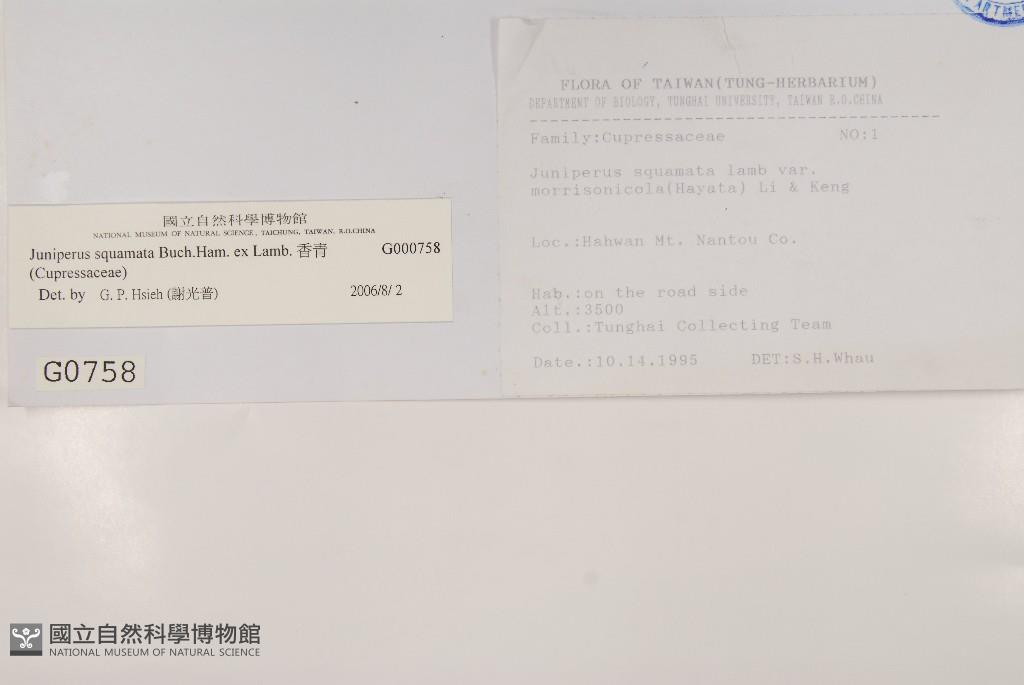 ARTME
FLORA OF TAIWAN(TUNG-HERBARIUM)
DEPARTMENT OF BIOLOGY, TUNGHAI UNIVERSITY, TAIWAN R.O.CHINA
Family:Cupressaceae NO:1
Juniperus squamata lamb var.
morrisonicola(Hayata) Li & Keng
Loc.:Hahwan Mt. Nantou Co.
Hab.:on the road side
Alt.:3500
Coll.:Tunghai Collecting Team
Date.:10.14.1995 DET:S.H.Whau
國立自然科學博物館
NATIONAL MUSEUM OF NATURAL SCIENCE, TAICHUNG, TAIWAN, R.O.CHINA
Juniperus squamata Buch.Ham. ex Lamb. 香青 G000758
(Cupressaceae)
Det. by G. P. Hsieh (謝光普) 2006/8/ 2
G0758
國立自然科學博物館
NATIONAL MUSEUM OF NATURAL SCIENCE